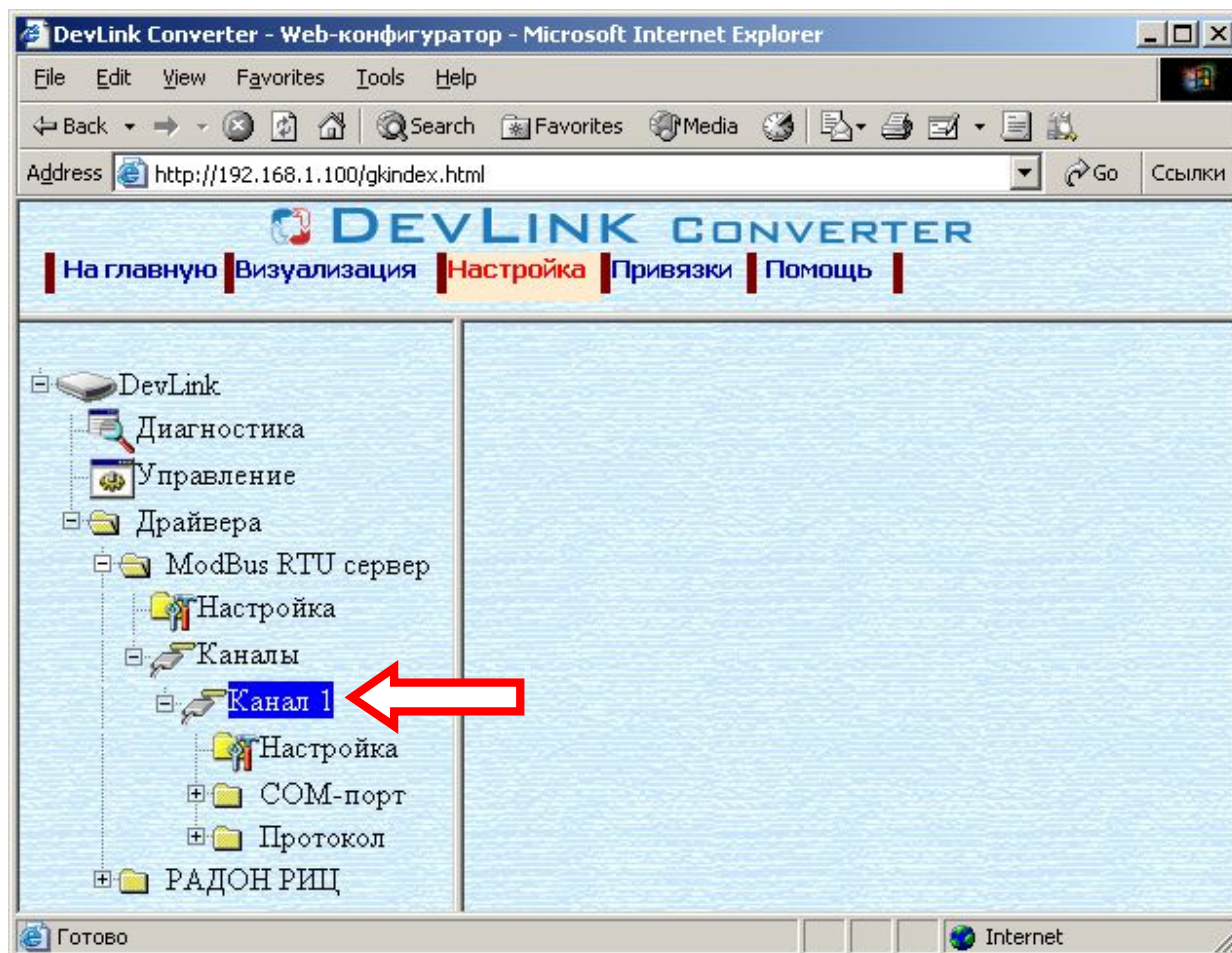 DevLink Converter - Web-конфигуратор - Microsoft Internet Explorer
File Edit View Favorites Tools Help
Back Search Favorites Media
Address http://192.168.1.100/gkindex.html Go Ссылки
DEVLINK CONVERTER
На главную Визуализация Настройка Привязки Помощь
DevLink
Диагностика
Управление
Драйвера
ModBus RTU сервер
Настройка
Каналы
Канал 1
Настройка
COM-порт
Протокол
РАДОН РИЦ
Готово Internet